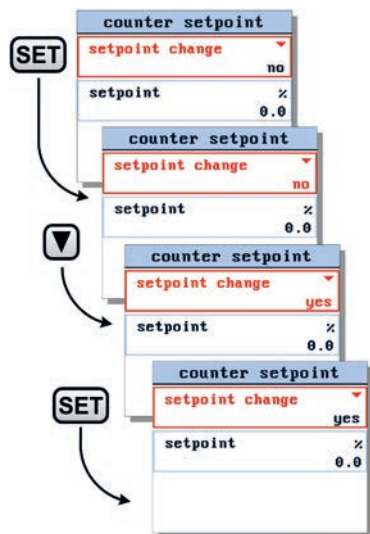 counter setpoint
setpoint change
no
setpoint %
0.0
SET
counter setpoint
setpoint change
no
setpoint %
0.0
▼
counter setpoint
setpoint change
yes
setpoint %
0.0
SET
counter setpoint
setpoint change
yes
setpoint %
0.0